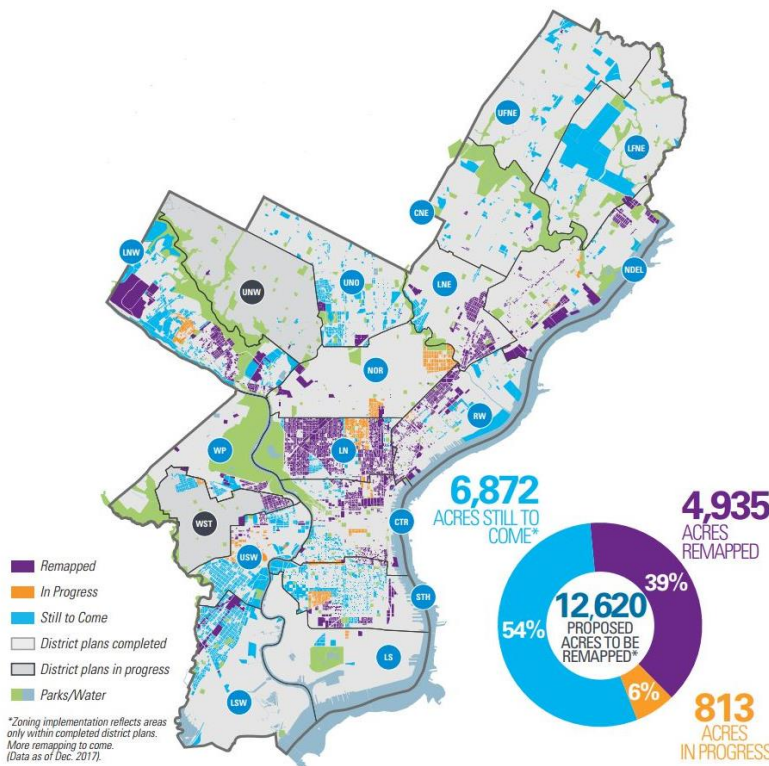 UFNE
LFNE
CNE
LNW
NDEL
UNW
UNO
LNE
NOR
RW
WP
LN
WST
CTR
USW
STH
LS
LSW
6,872
ACRES STILL TO
COME*
4,935
ACRES
REMAPPED
39%
54%
12,620
PROPOSED
ACRES TO BE
REMAPPED*
6%
813
ACRES
IN PROGRESS
Remapped
In Progress
Still to Come
District plans completed
District plans in progress
Parks/Water
*Zoning implementation reflects areas
only within completed district plans.
More remapping to come.
(Data as of Dec. 2017).